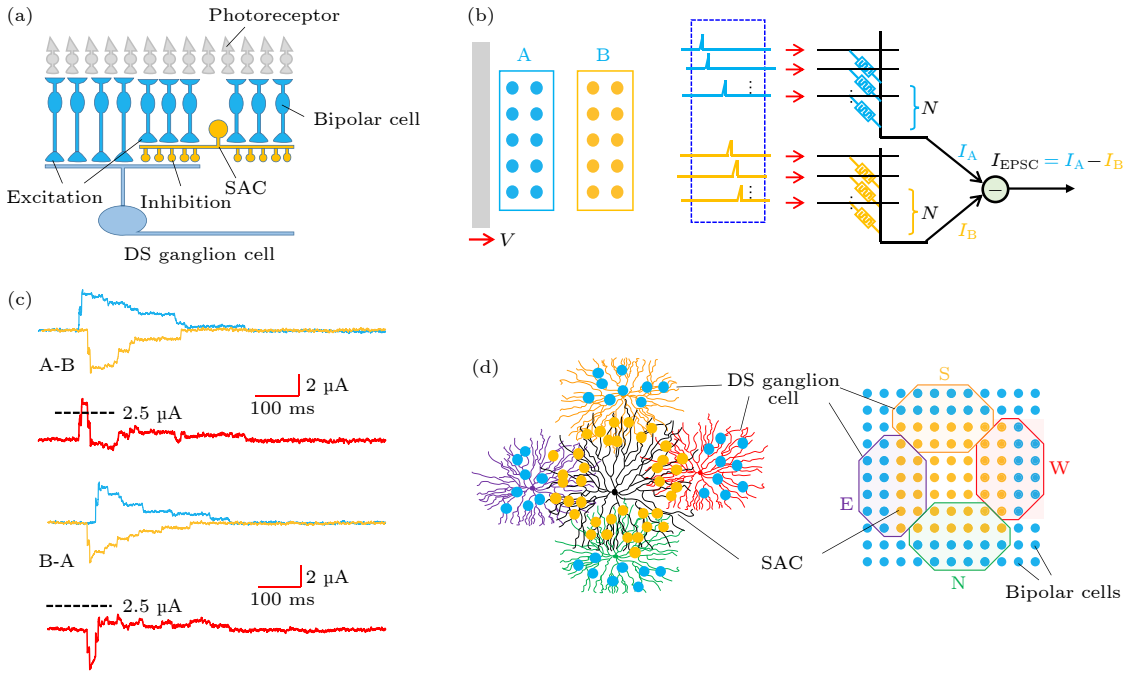 (a)
Photoreceptor
Bipolar cell
SAC
Excitation
Inhibition
DS ganglion cell
(b)
A
B
V
N
N
I_A
I_EPSC = I_A − I_B
I_B
−
(c)
A-B
2 µA
100 ms
2.5 µA
B-A
2 µA
100 ms
2.5 µA
(d)
DS ganglion
cell
SAC
S
W
E
N
Bipolar cells